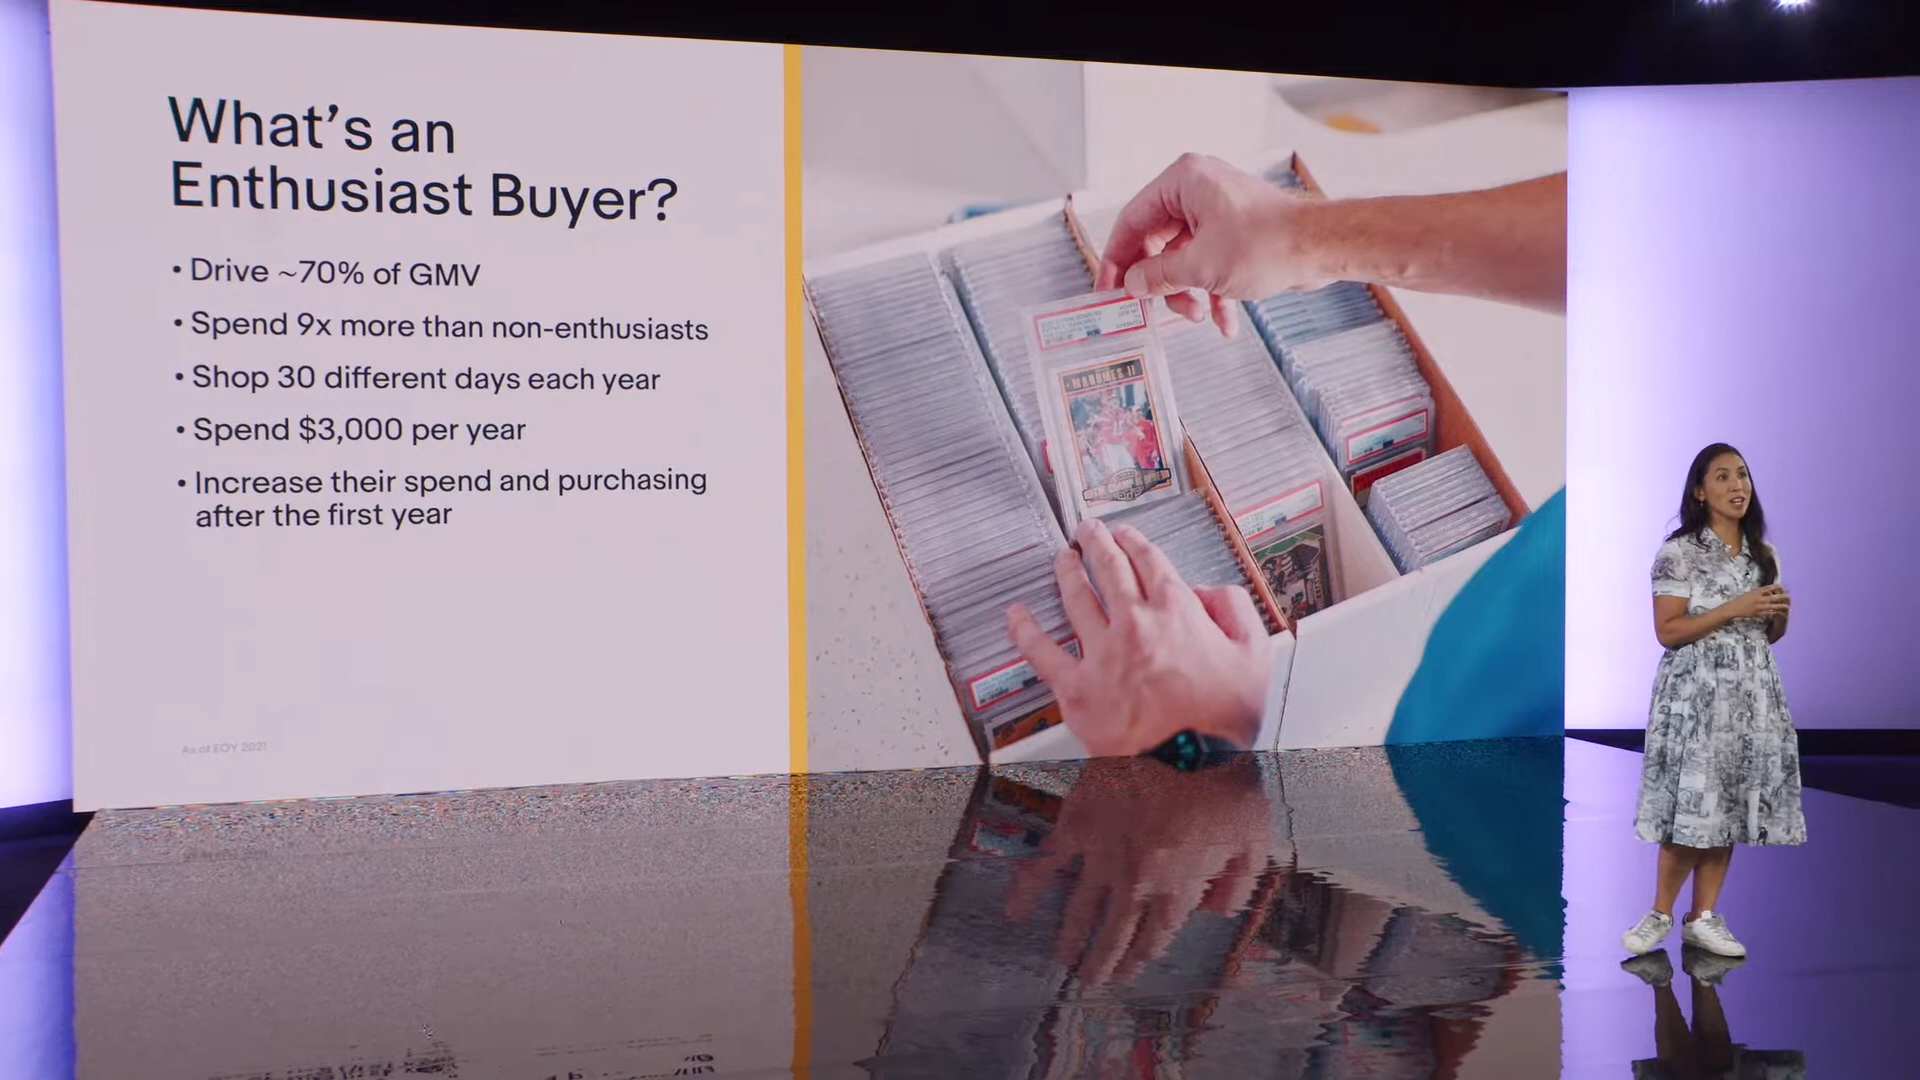 What's an
Enthusiast Buyer?
• Drive ~70% of GMV
• Spend 9x more than non-enthusiasts
• Shop 30 different days each year
• Spend $3,000 per year
• Increase their spend and purchasing
after the first year
As of EOY 2021
MAHOMES II